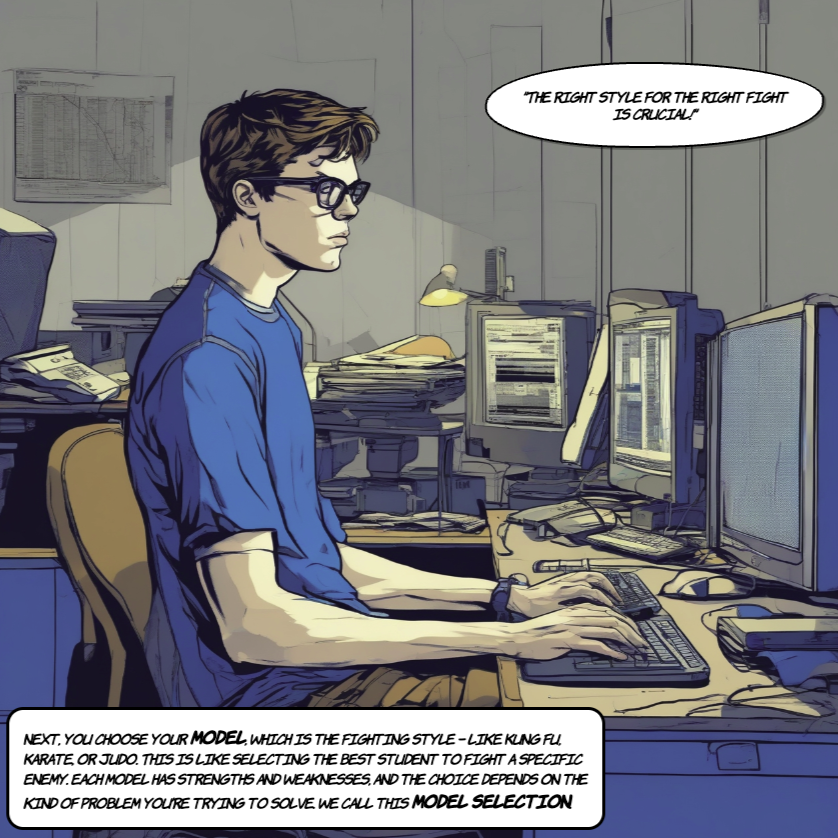 "THE RIGHT STYLE FOR THE RIGHT FIGHT
IS CRUCIAL!"
NEXT, YOU CHOOSE YOUR MODEL, WHICH IS THE FIGHTING STYLE - LIKE KUNG FU,
KARATE, OR JUDO. THIS IS LIKE SELECTING THE BEST STUDENT TO FIGHT A SPECIFIC
ENEMY. EACH MODEL HAS STRENGTHS AND WEAKNESSES, AND THE CHOICE DEPENDS ON THE
KIND OF PROBLEM YOU'RE TRYING TO SOLVE. WE CALL THIS MODEL SELECTION.